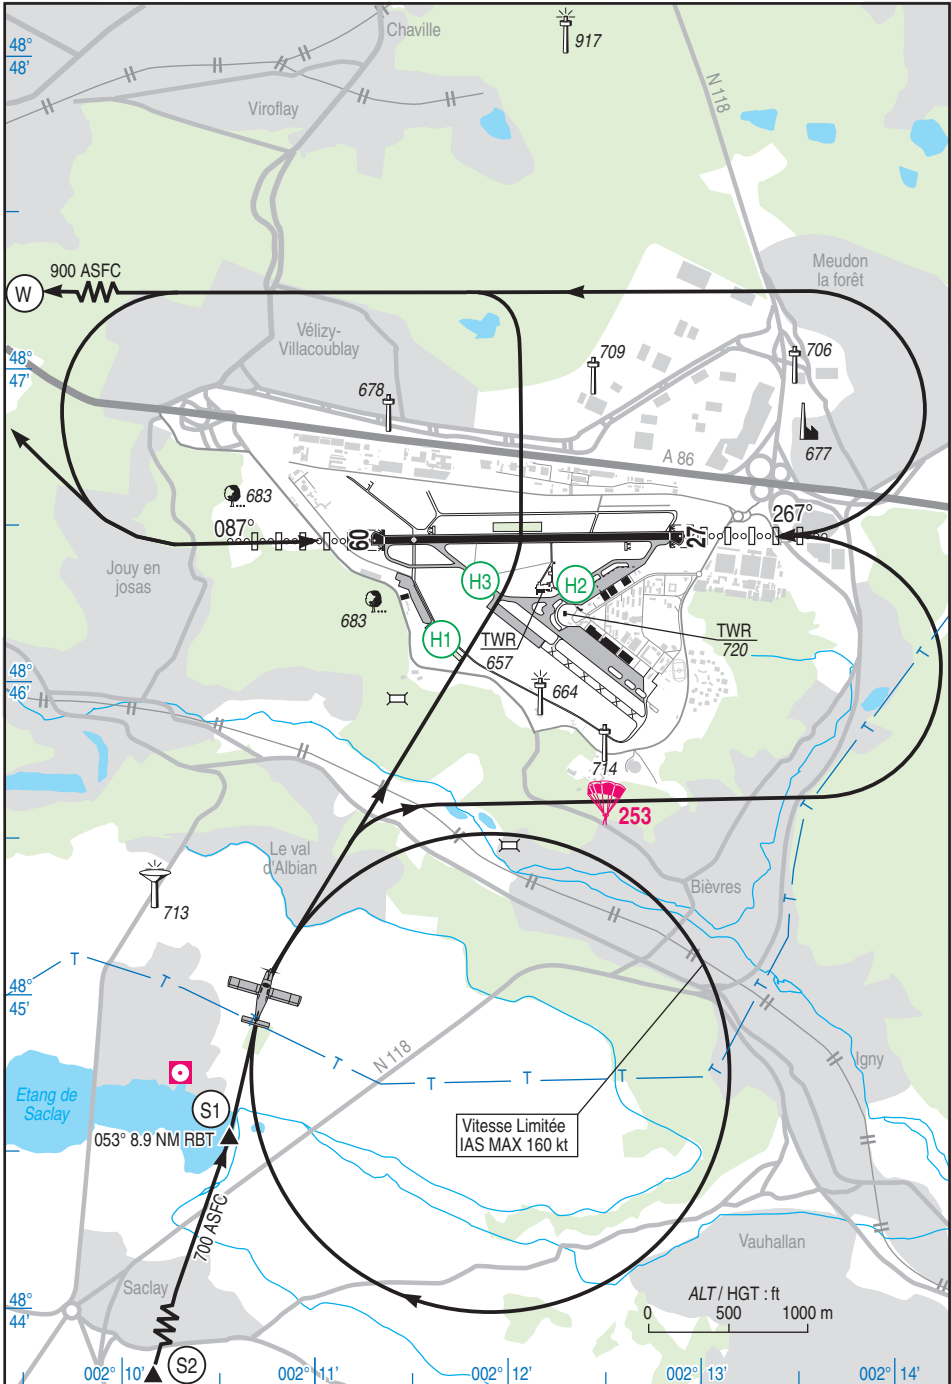 Chaville
917
48°
48'
N 118
Viroflay
Meudon
la forêt
900 ASFC
W
Vélizy-
Villacoublay
709
706
48°
47'
678
A 86
677
683
087°
09
27
267°
Jouy en
josas
H3
H2
683
H1
TWR
657
TWR
720
48°
46'
664
714
253
Le val
d'Albian
Bièvres
713
T
T
48°
45'
N 118
T
T
T
T
T
Igny
Etang de
Saclay
S1
Vitesse Limitée
IAS MAX 160 kt
053° 8.9 NM RBT
700 ASFC
Vauhallan
Saclay
ALT / HGT : ft
0 500 1000 m
48°
44'
S2
002° 10' 002° 11' 002° 12' 002° 13' 002° 14'
T
T